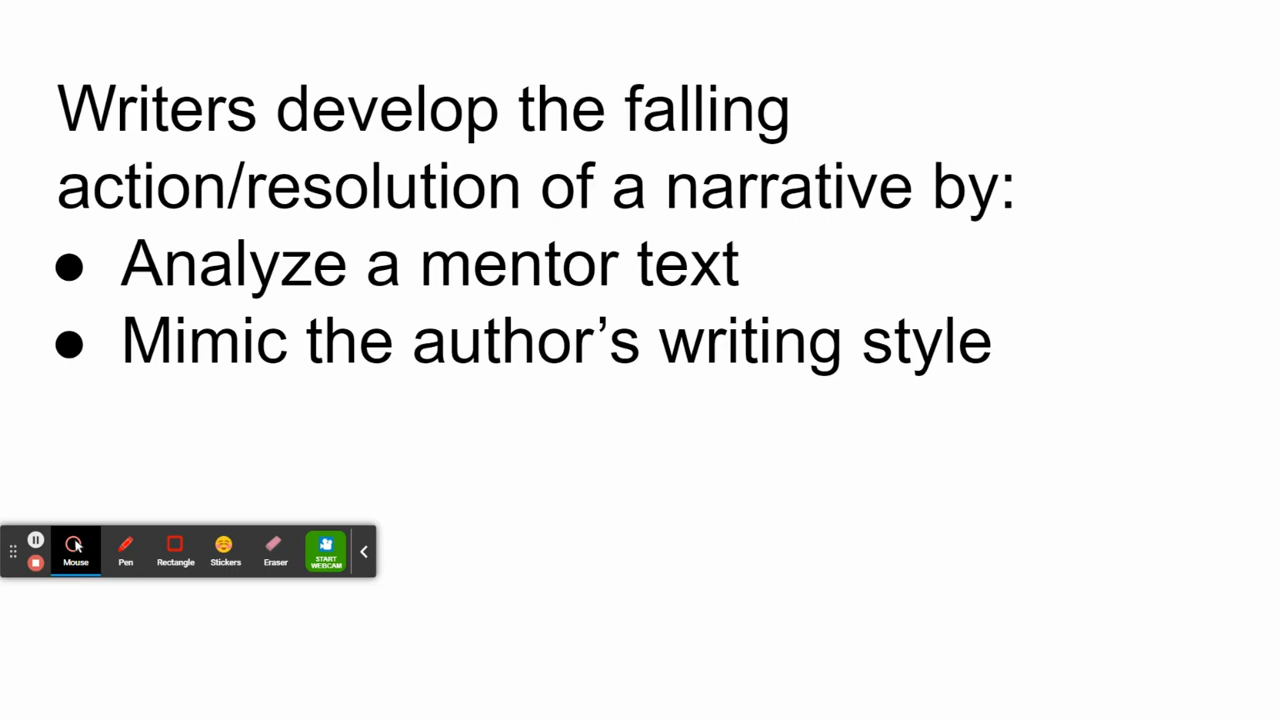 Writers develop the falling
action/resolution of a narrative by:
● Analyze a mentor text
● Mimic the author’s writing style
Mouse Pen Rectangle Stickers Eraser START WEBCAM